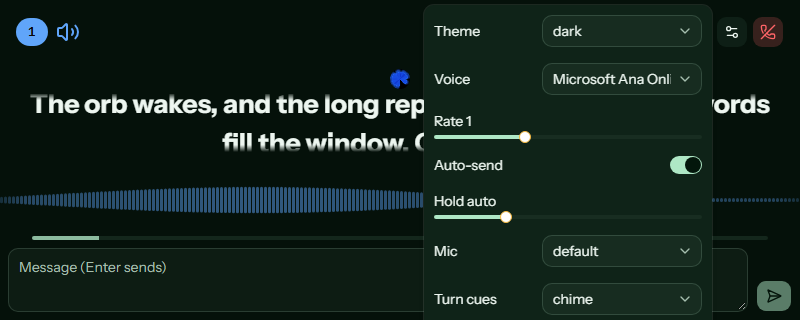 1
The orb wakes, and the long rep
fill the window.
Theme
dark
Voice
Microsoft Ana Onli
Rate 1
Auto-send
Hold auto
Mic
default
Turn cues
chime
Message (Enter sends)